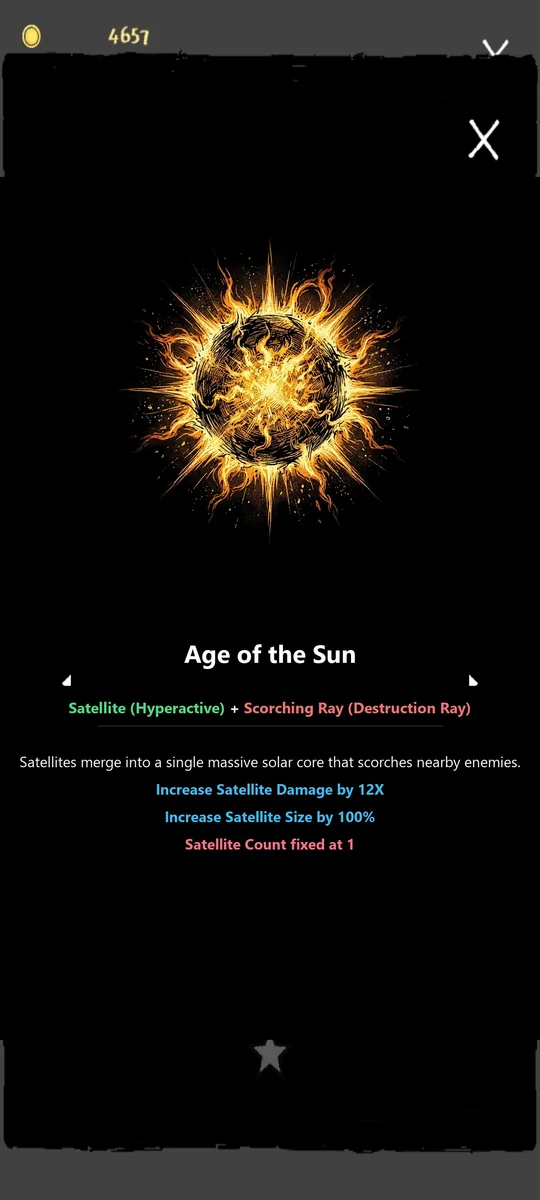 4657
X
X
Age of the Sun
Satellite (Hyperactive) + Scorching Ray (Destruction Ray)
Satellites merge into a single massive solar core that scorches nearby enemies.
Increase Satellite Damage by 12X
Increase Satellite Size by 100%
Satellite Count fixed at 1